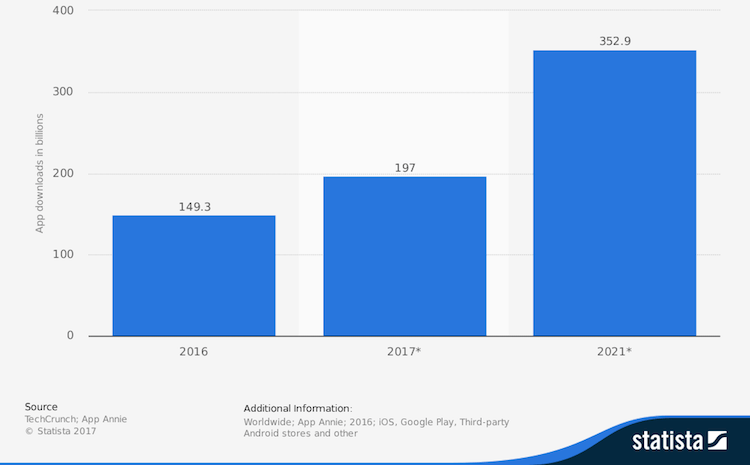 400
300
200
100
0
App downloads in billions
149.3
197
352.9
2016
2017*
2021*
Source
TechCrunch; App Annie
© Statista 2017
Additional Information:
Worldwide; App Annie; 2016; iOS, Google Play, Third-party
Android stores and other
statista